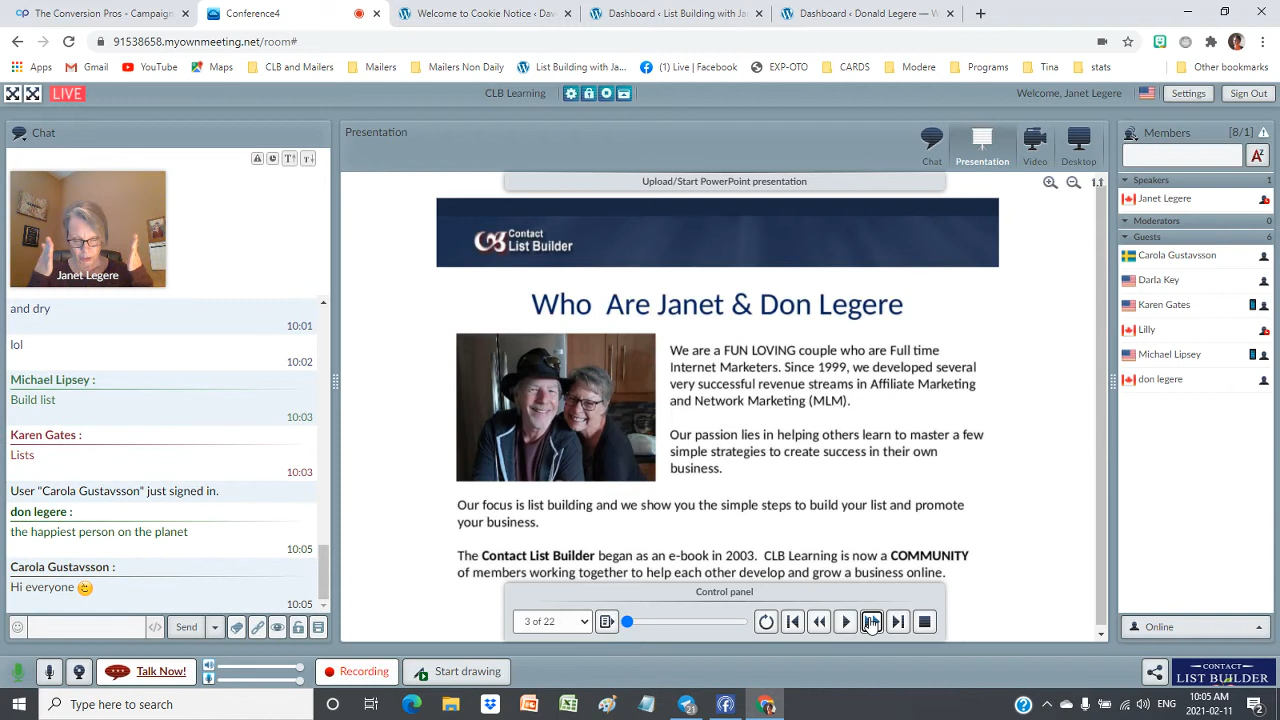 Cp The Conversion Pros - Campaign
Conference4
Welcome to Cookie Notice ‹ Dav
Dashboard ‹ List Building with Ja
Dashboard ‹ Donald Legere — W
91538658.myownmeeting.net/room#
Apps Gmail YouTube Maps CLB and Mailers Mailers Mailers Non Daily List Building with Ja... (1) Live | Facebook EXP-OTO CARDS Modere Programs Tina stats Other bookmarks
LIVE CLB Learning Welcome, Janet Legere Settings Sign Out
Chat
Presentation
Chat Presentation Video Desktop
Members [8/1]
Upload/Start PowerPoint presentation
1:1
Janet Legere
and dry
10:01
lol
10:02
Michael Lipsey :
Build list
10:03
Karen Gates :
Lists
10:03
User "Carola Gustavsson" just signed in.
don legere :
the happiest person on the planet
10:05
Carola Gustavsson :
Hi everyone
10:05
Send
Contact
List Builder
Who Are Janet & Don Legere
We are a FUN LOVING couple who are Full time
Internet Marketers. Since 1999, we developed several
very successful revenue streams in Affiliate Marketing
and Network Marketing (MLM).
Our passion lies in helping others learn to master a few
simple strategies to create success in their own
business.
Our focus is list building and we show you the simple steps to build your list and promote
your business.
The Contact List Builder began as an e-book in 2003. CLB Learning is now a COMMUNITY
of members working together to help each other develop and grow a business online.
Control panel
3 of 22
Speakers 1
Janet Legere
Moderators 0
Guests 6
Carola Gustavsson
Darla Key
Karen Gates
Lilly
Michael Lipsey
don legere
Online
Talk Now! Recording Start drawing
CONTACT
LIST BUILDER
Type here to search
21
ENG
10:05 AM
2021-02-11
2